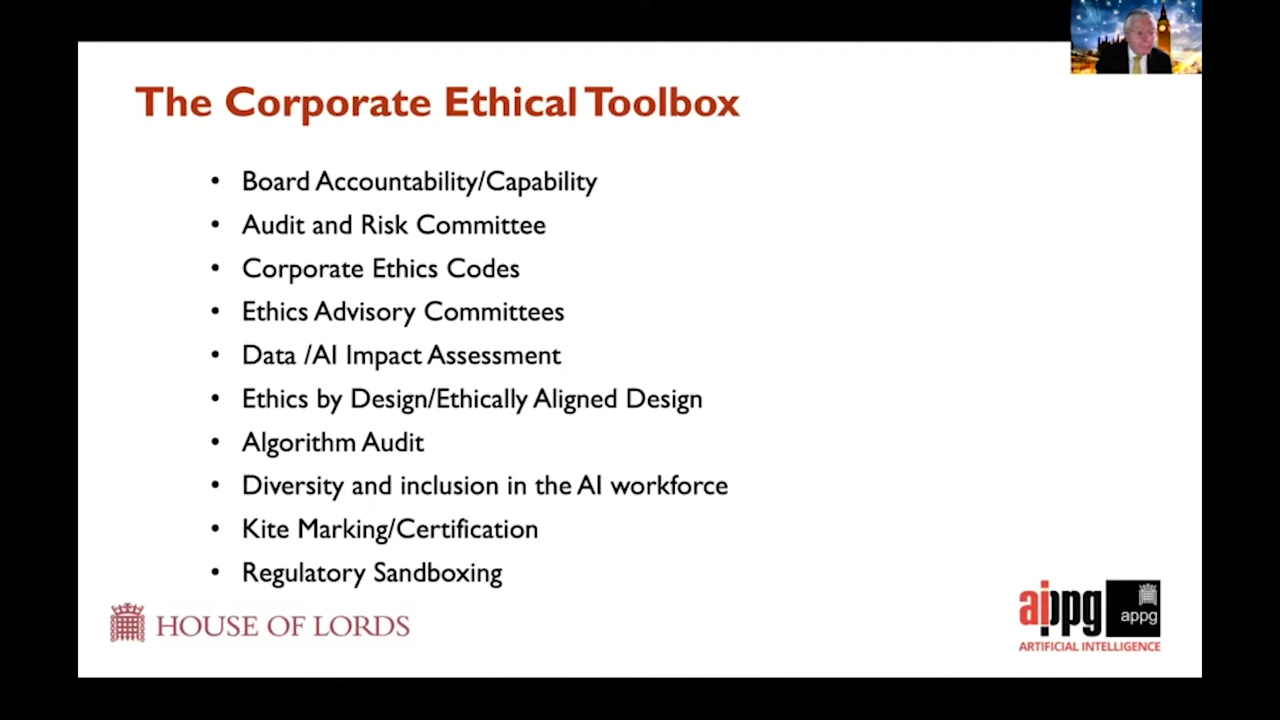 The Corporate Ethical Toolbox
• Board Accountability/Capability
• Audit and Risk Committee
• Corporate Ethics Codes
• Ethics Advisory Committees
• Data /AI Impact Assessment
• Ethics by Design/Ethically Aligned Design
• Algorithm Audit
• Diversity and inclusion in the AI workforce
• Kite Marking/Certification
• Regulatory Sandboxing
HOUSE OF LORDS
aippg
appg
ARTIFICIAL INTELLIGENCE